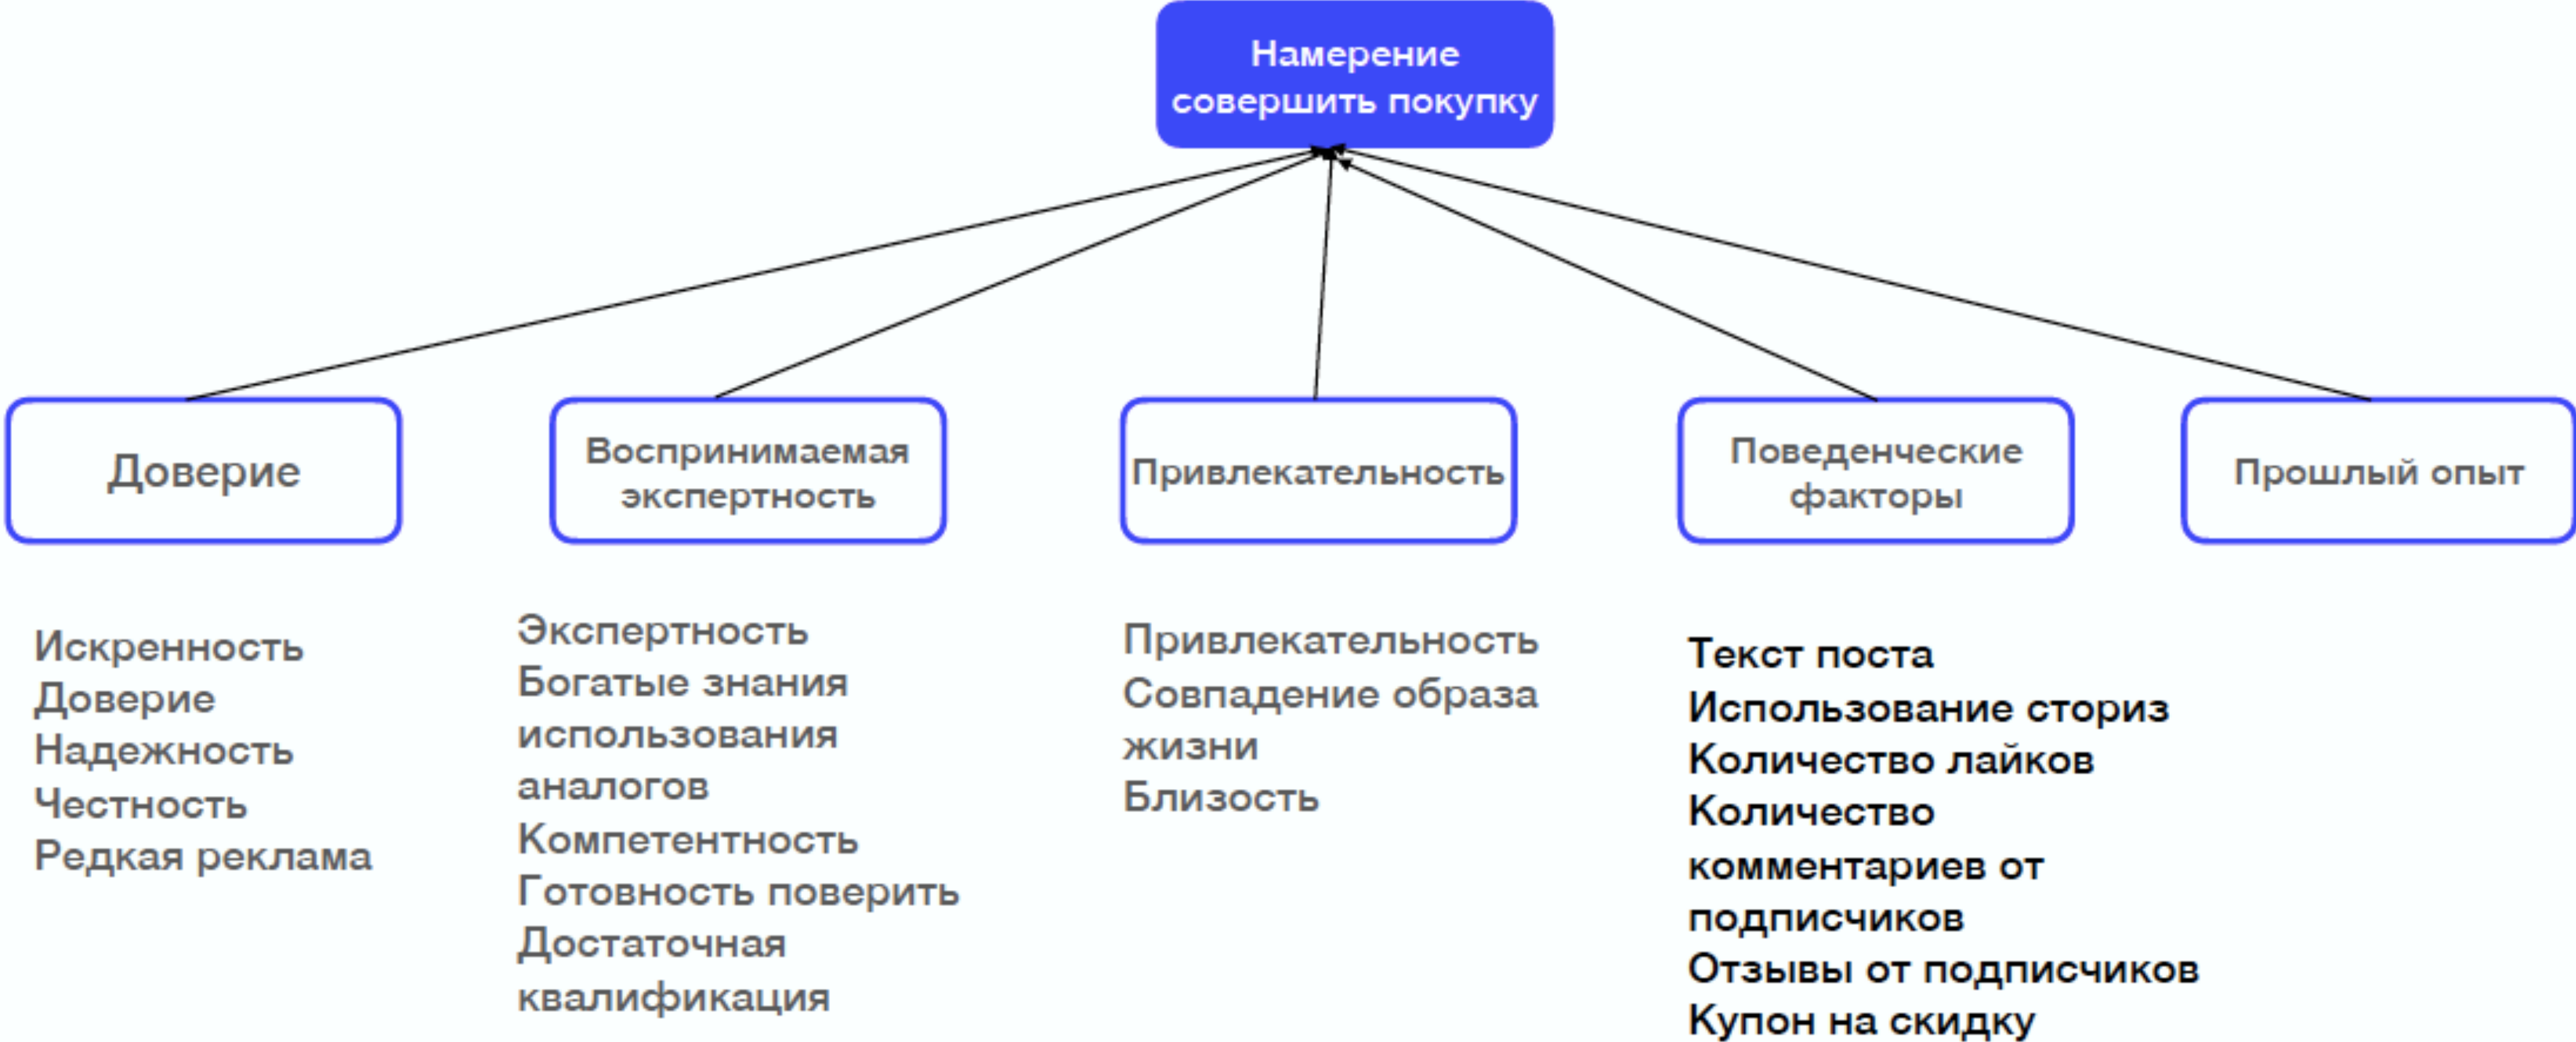 Намерение
совершить покупку
Доверие
Воспринимаемая
экспертность
Привлекательность
Поведенческие
факторы
Прошлый опыт
Искренность
Доверие
Надежность
Честность
Редкая реклама
Экспертность
Богатые знания
использования
аналогов
Компетентность
Готовность поверить
Достаточная
квалификация
Привлекательность
Совпадение образа
жизни
Близость
Текст поста
Использование сториз
Количество лайков
Количество
комментариев от
подписчиков
Отзывы от подписчиков
Купон на скидку